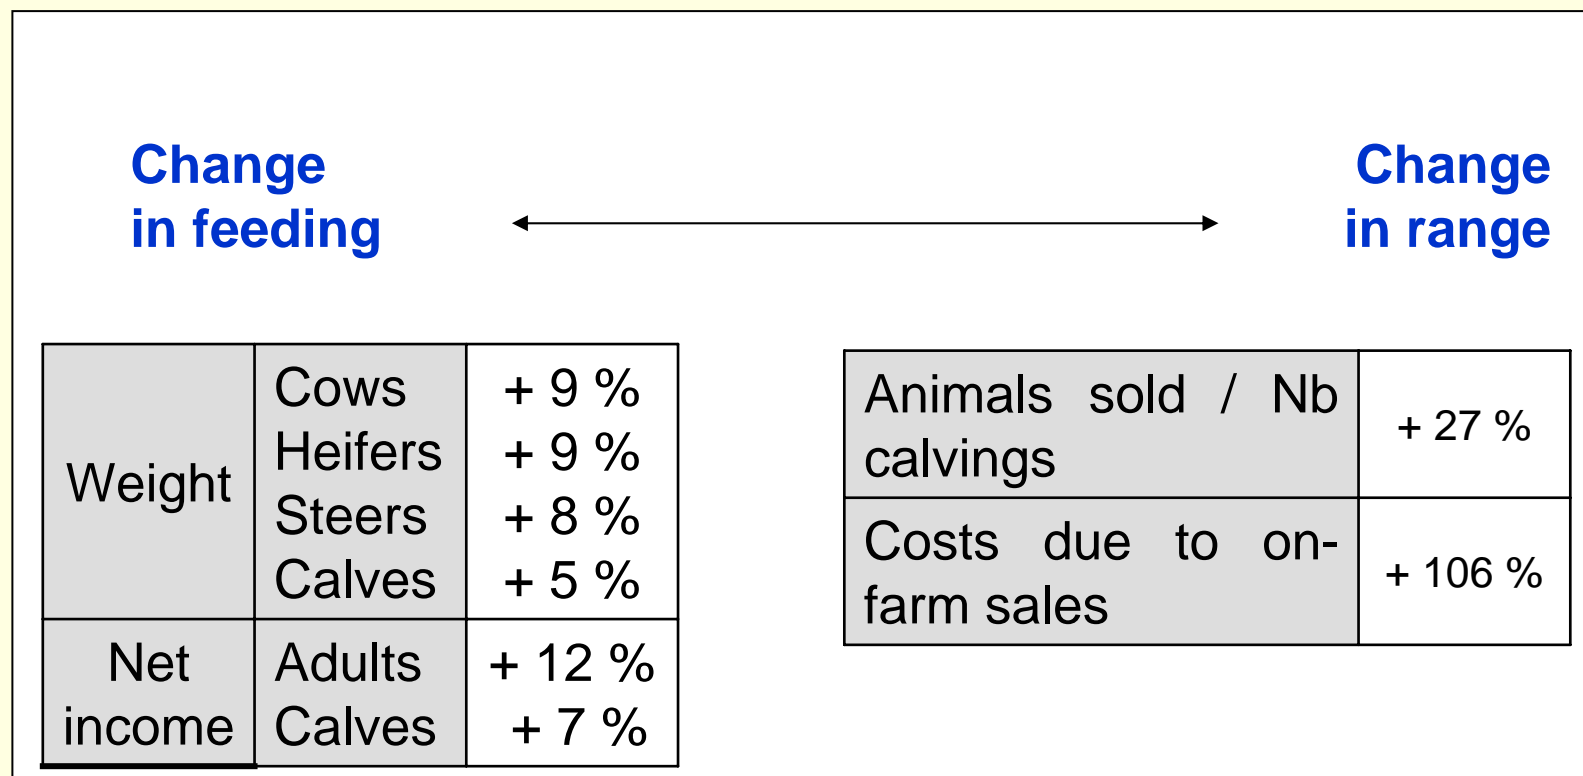 Change
in feeding
Change
in range
Weight
Cows + 9 %
Heifers + 9 %
Steers + 8 %
Calves + 5 %
Net
income
Adults + 12 %
Calves + 7 %
Animals sold / Nb
calvings
+ 27 %
Costs due to on-
farm sales
+ 106 %